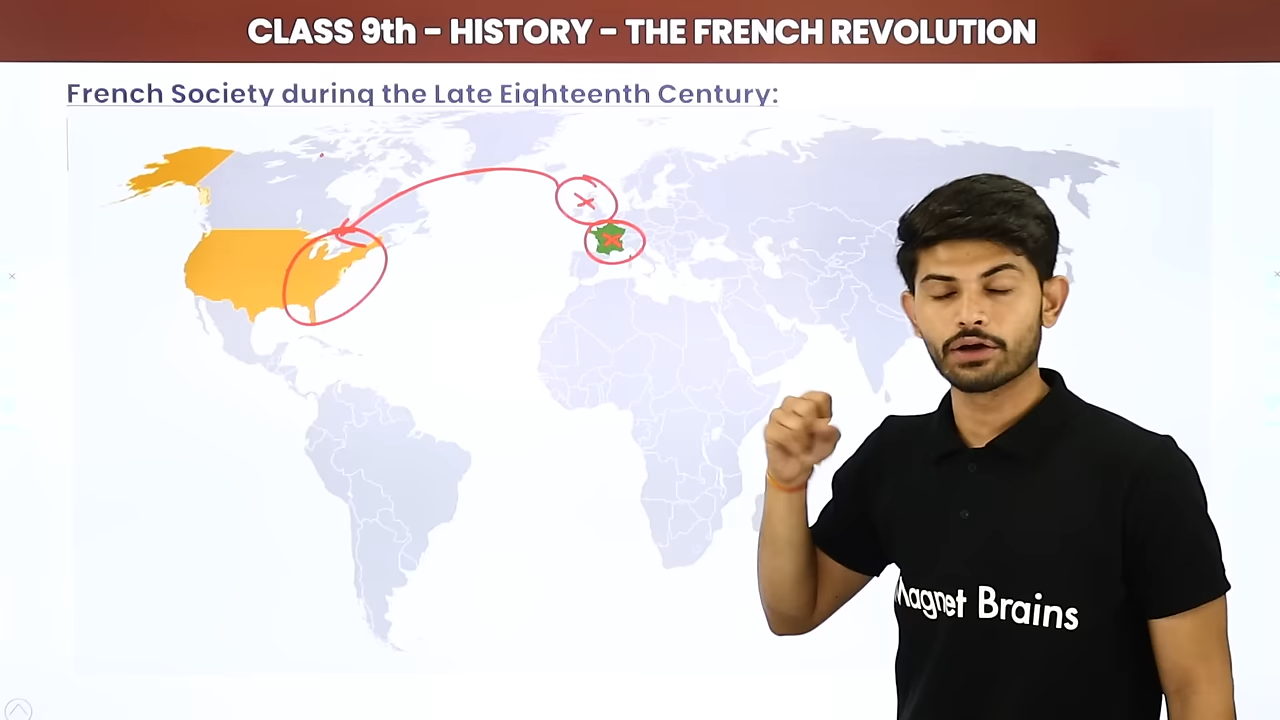 CLASS 9th - HISTORY - THE FRENCH REVOLUTION
French Society during the Late Eighteenth Century:
Magnet Brains